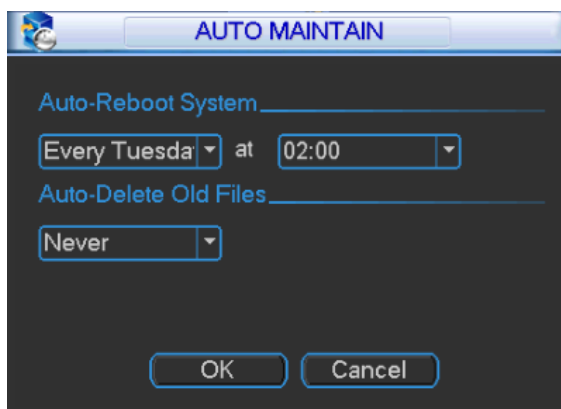 AUTO MAINTAIN
Auto-Reboot System
Every Tuesda at 02:00
Auto-Delete Old Files
Never
OK Cancel